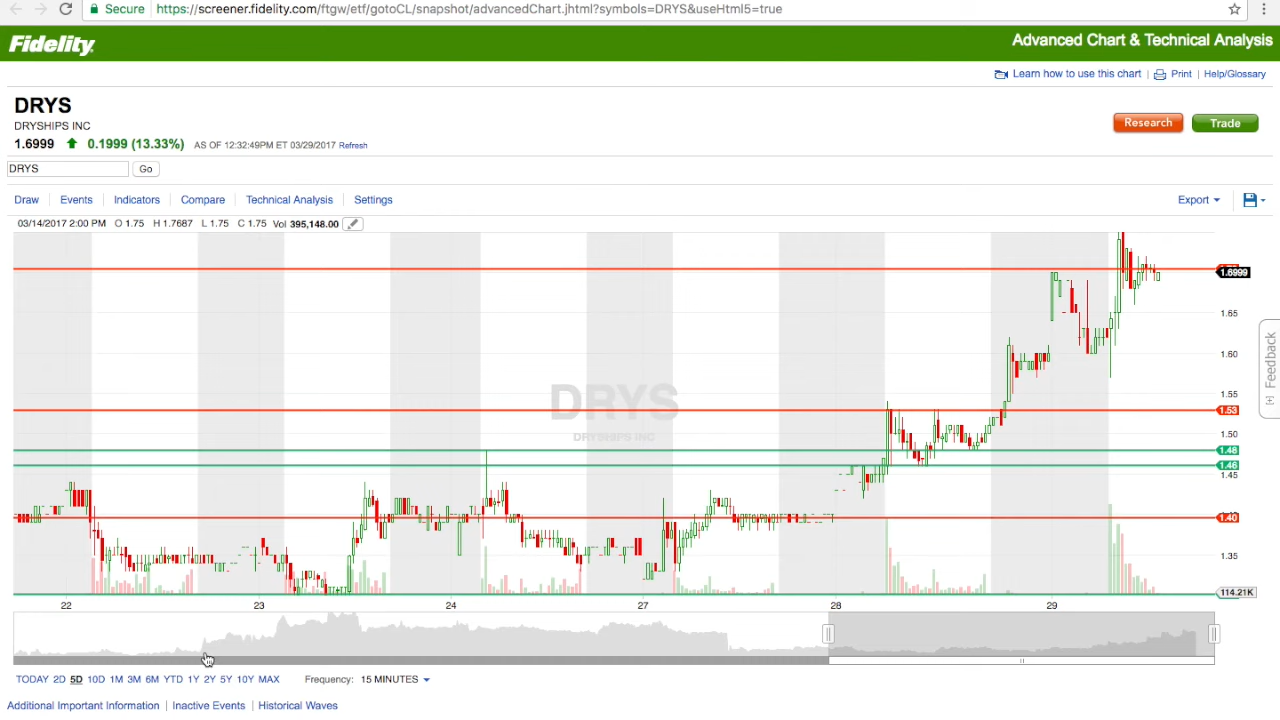 Secure https://screener.fidelity.com/ftgw/etf/gotoCL/snapshot/advancedChart.jhtml?symbols=DRYS&useHtml5=true
Fidelity
Advanced Chart & Technical Analysis
Learn how to use this chart | Print | Help/Glossary
DRYS
DRYSHIPS INC
1.6999 0.1999 (13.33%) AS OF 12:32:49PM ET 03/29/2017 Refresh
Research Trade
DRYS Go
Draw Events Indicators Compare Technical Analysis Settings Export
03/14/2017 2:00 PM O 1.75 H 1.7687 L 1.75 C 1.75 Vol 395,148.00
1.6999
1.65
1.60
1.55
1.53
1.50
1.48
1.46
1.45
1.40
1.35
114.21K
DRYS
DRYSHIPS INC
[+] Feedback
22 23 24 27 28 29
TODAY 2D 5D 10D 1M 3M 6M YTD 1Y 2Y 5Y 10Y MAX Frequency: 15 MINUTES
Additional Important Information | Inactive Events | Historical Waves